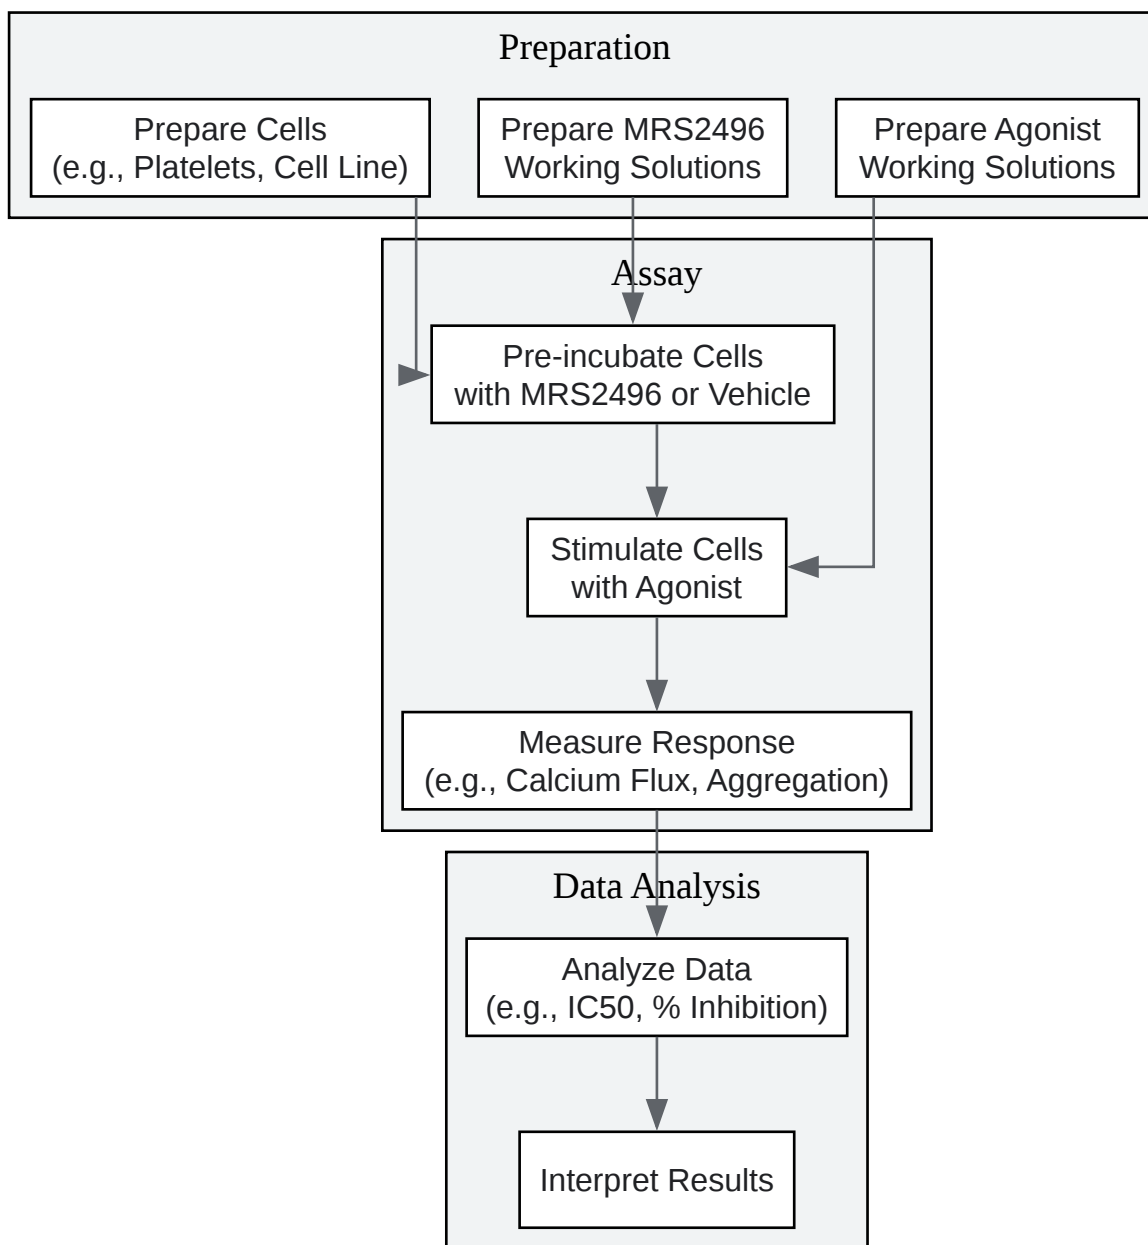 Preparation
Prepare Cells
(e.g., Platelets, Cell Line)
Prepare MRS2496
Working Solutions
Prepare Agonist
Working Solutions
Assay
Pre-incubate Cells
with MRS2496 or Vehicle
Stimulate Cells
with Agonist
Measure Response
(e.g., Calcium Flux, Aggregation)
Data Analysis
Analyze Data
(e.g., IC50, % Inhibition)
Interpret Results